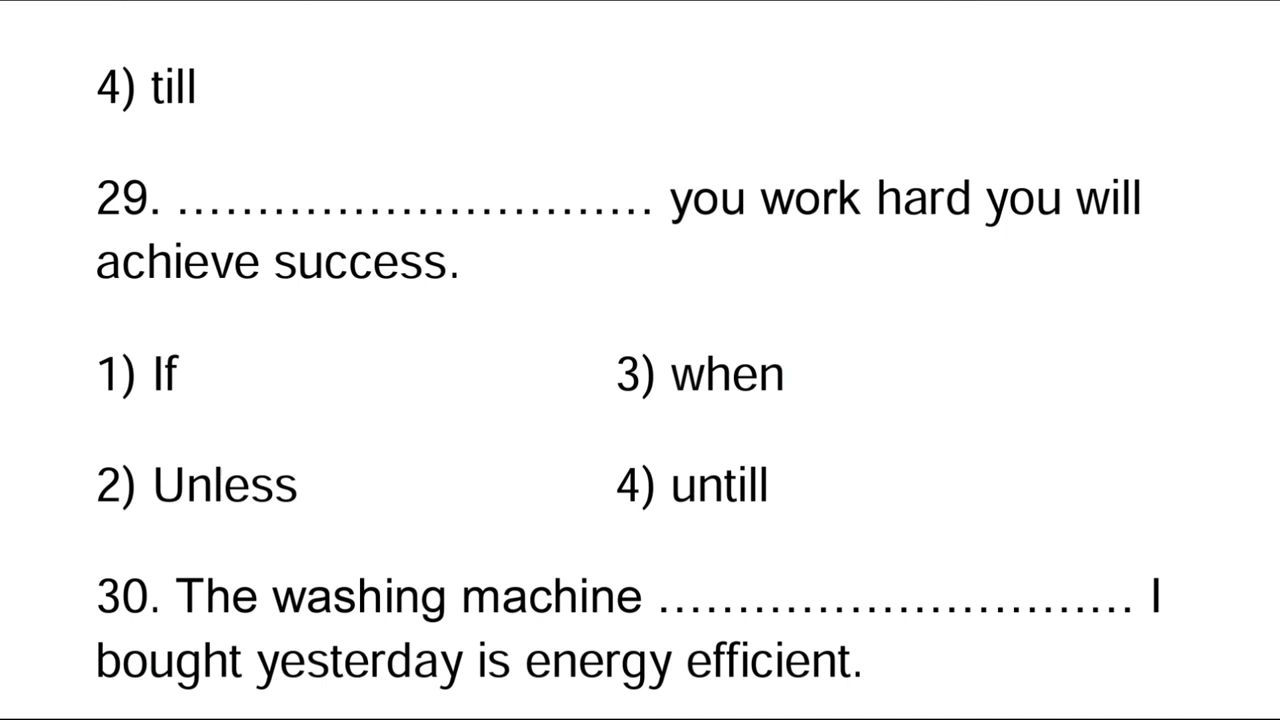 4) till
29. ………………………… you work hard you will
achieve success.
1) If 3) when
2) Unless 4) untill
30. The washing machine ………………………… I
bought yesterday is energy efficient.